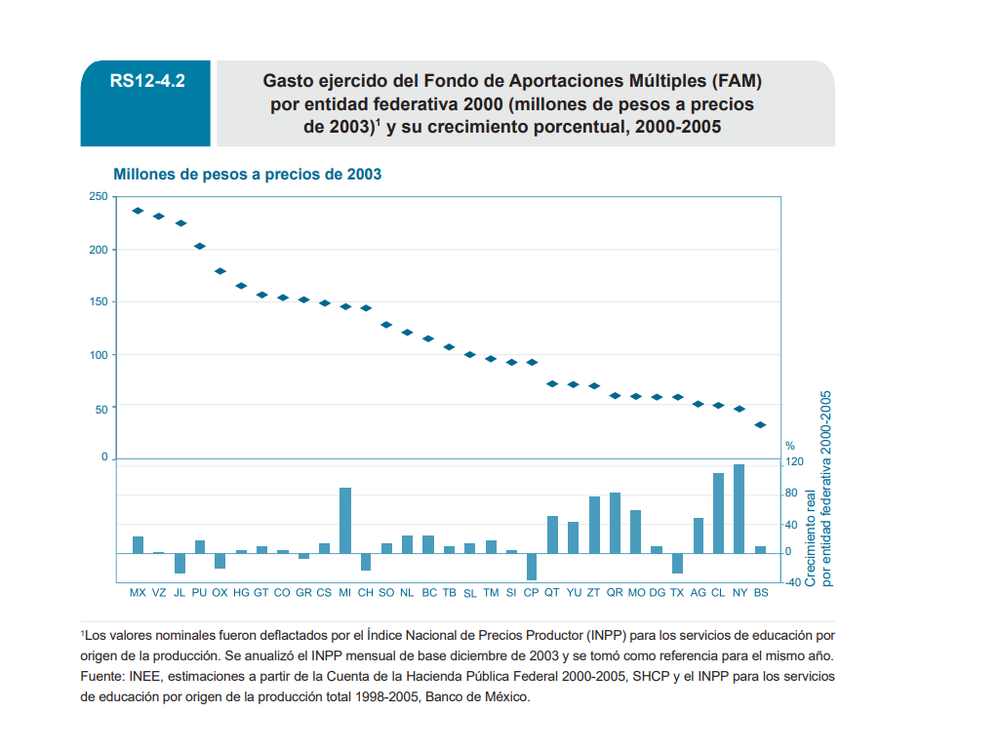 RS12-4.2
Gasto ejercido del Fondo de Aportaciones Múltiples (FAM)
por entidad federativa 2000 (millones de pesos a precios
de 2003)¹ y su crecimiento porcentual, 2000-2005
Millones de pesos a precios de 2003
250
200
150
100
50
0
%
120
80
40
0
-40
Crecimiento real
por entidad federativa 2000-2005
MX VZ JL PU OX HG GT CO GR CS MI CH SO NL BC TB SL TM SI CP QT YU ZT QR MO DG TX AG CL NY BS
¹Los valores nominales fueron deflactados por el Índice Nacional de Precios Productor (INPP) para los servicios de educación por
origen de la producción. Se anualizó el INPP mensual de base diciembre de 2003 y se tomó como referencia para el mismo año.
Fuente: INEE, estimaciones a partir de la Cuenta de la Hacienda Pública Federal 2000-2005, SHCP y el INPP para los servicios
de educación por origen de la producción total 1998-2005, Banco de México.